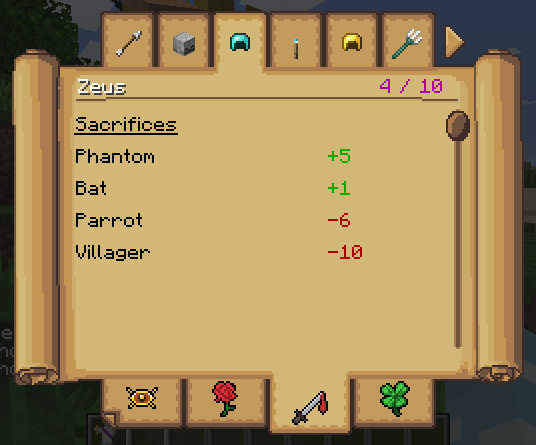 Zeus 4 / 10
Sacrifices
Phantom +5
Bat +1
Parrot -6
Villager -10